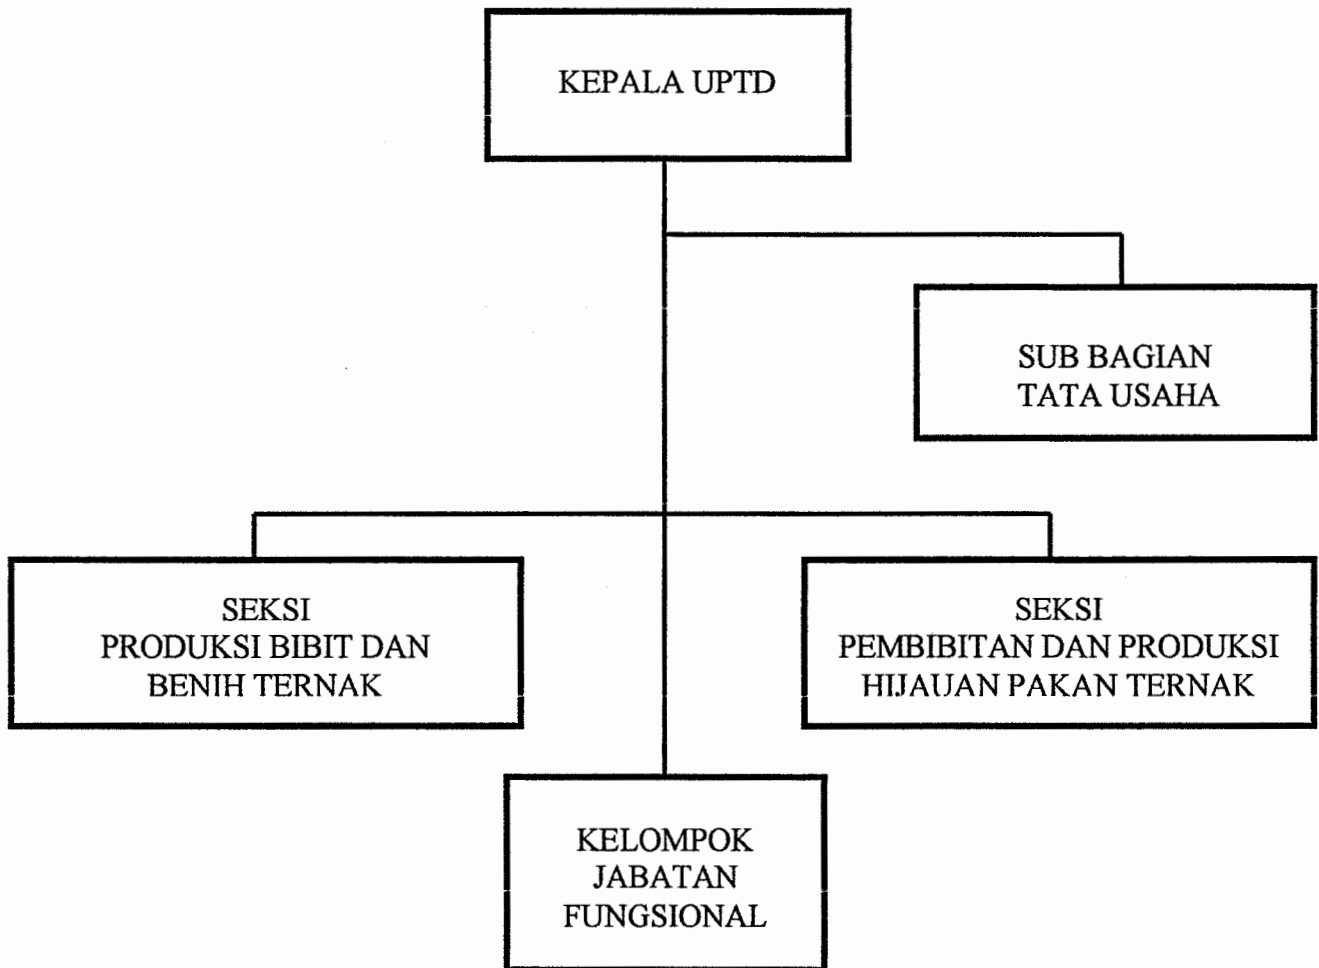 KEPALA UPTD
SUB BAGIAN
TATA USAHA
SEKSI
PRODUKSI BIBIT DAN
BENIH TERNAK
SEKSI
PEMBIBITAN DAN PRODUKSI
HIJAUAN PAKAN TERNAK
KELOMPOK
JABATAN
FUNGSIONAL